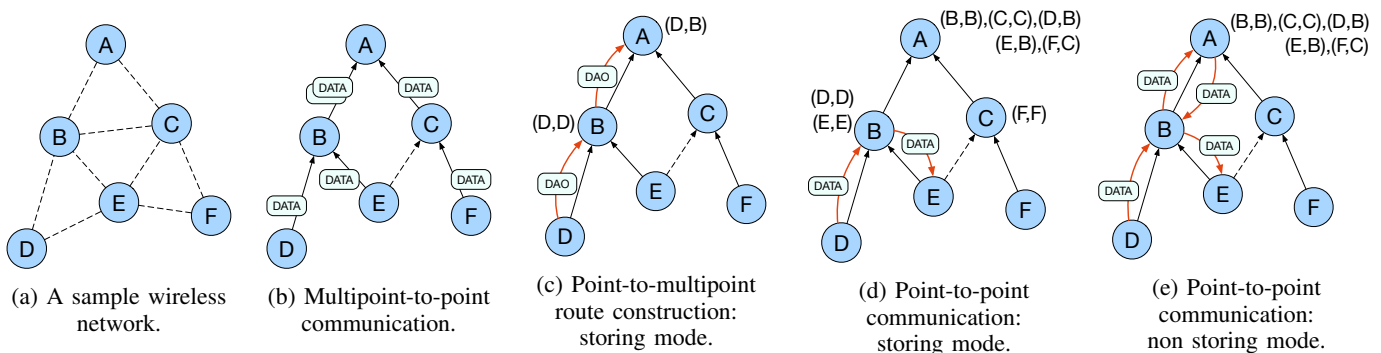 A
B
C
E
F
D
(a) A sample wireless
network.
A
DATA
DATA
B
C
DATA
DATA
DATA
E
F
D
(b) Multipoint-to-point
communication.
A
(D,B)
DAO
(D,D)
B
C
DAO
E
F
D
(c) Point-to-multipoint
route construction:
storing mode.
(B,B),(C,C),(D,B)
(E,B),(F,C)
A
(D,D)
(E,E)
B
C
(F,F)
DATA
DATA
E
F
D
(d) Point-to-point
communication:
storing mode.
(B,B),(C,C),(D,B)
(E,B),(F,C)
A
DATA
DATA
B
C
DATA
DATA
E
F
D
(e) Point-to-point
communication:
non storing mode.